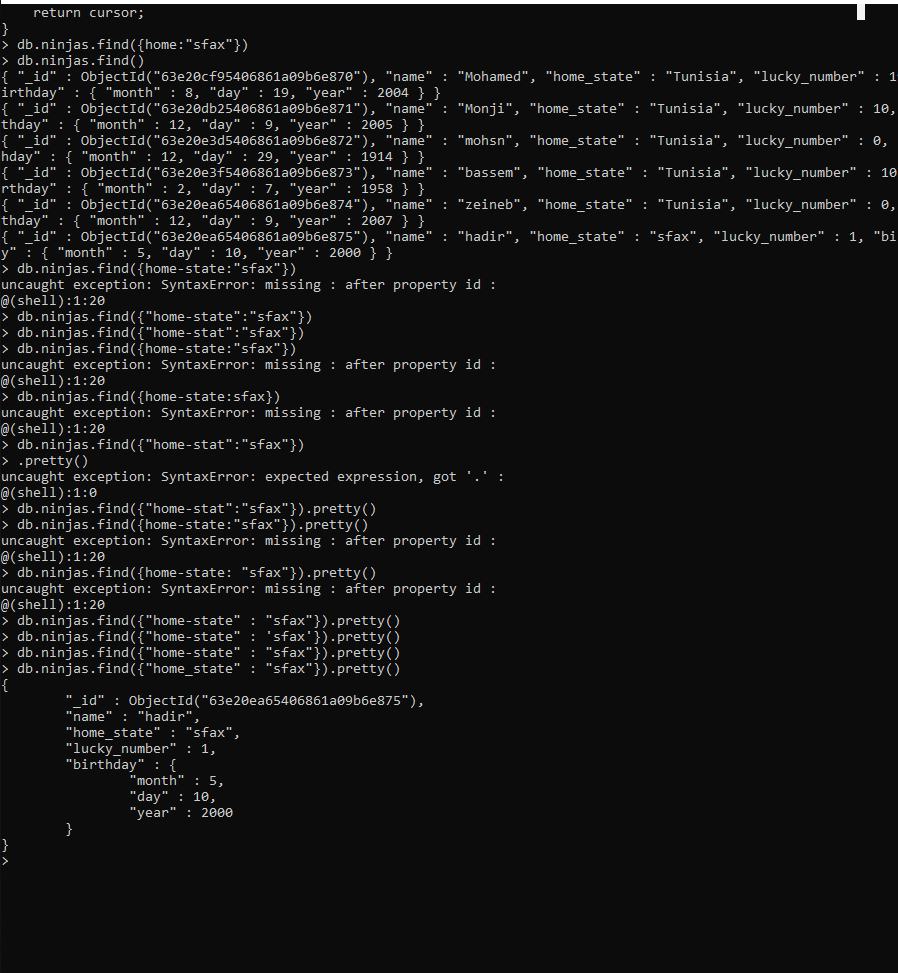 return cursor;
}
> db.ninjas.find({home:"sfax"})
> db.ninjas.find()
{ "_id" : ObjectId("63e20cf95406861a09b6e870"), "name" : "Mohamed", "home_state" : "Tunisia", "lucky_number" : 1
irthday" : { "month" : 8, "day" : 19, "year" : 2004 } }
{ "_id" : ObjectId("63e20db25406861a09b6e871"), "name" : "Monji", "home_state" : "Tunisia", "lucky_number" : 10,
thday" : { "month" : 12, "day" : 9, "year" : 2005 } }
{ "_id" : ObjectId("63e20e3d5406861a09b6e872"), "name" : "mohsn", "home_state" : "Tunisia", "lucky_number" : 0,
hday" : { "month" : 12, "day" : 29, "year" : 1914 } }
{ "_id" : ObjectId("63e20e3f5406861a09b6e873"), "name" : "bassem", "home_state" : "Tunisia", "lucky_number" : 10
rthday" : { "month" : 2, "day" : 7, "year" : 1958 } }
{ "_id" : ObjectId("63e20ea65406861a09b6e874"), "name" : "zeineb", "home_state" : "Tunisia", "lucky_number" : 0,
thday" : { "month" : 12, "day" : 9, "year" : 2007 } }
{ "_id" : ObjectId("63e20ea65406861a09b6e875"), "name" : "hadir", "home_state" : "sfax", "lucky_number" : 1, "bi
y" : { "month" : 5, "day" : 10, "year" : 2000 } }
> db.ninjas.find({home-state:"sfax"})
uncaught exception: SyntaxError: missing : after property id :
@(shell):1:20
> db.ninjas.find({"home-state":"sfax"})
> db.ninjas.find({"home-stat":"sfax"})
> db.ninjas.find({home-state:"sfax"})
uncaught exception: SyntaxError: missing : after property id :
@(shell):1:20
> db.ninjas.find({home-state:sfax})
uncaught exception: SyntaxError: missing : after property id :
@(shell):1:20
> db.ninjas.find({"home-stat":"sfax"})
> .pretty()
uncaught exception: SyntaxError: expected expression, got '.' :
@(shell):1:0
> db.ninjas.find({"home-stat":"sfax"}).pretty()
> db.ninjas.find({home-state:"sfax"}).pretty()
uncaught exception: SyntaxError: missing : after property id :
@(shell):1:20
> db.ninjas.find({home-state: "sfax"}).pretty()
uncaught exception: SyntaxError: missing : after property id :
@(shell):1:20
> db.ninjas.find({"home-state" : "sfax"}).pretty()
> db.ninjas.find({"home-state" : 'sfax'}).pretty()
> db.ninjas.find({"home-state" : "sfax"}).pretty()
> db.ninjas.find({"home_state" : "sfax"}).pretty()
{
        "_id" : ObjectId("63e20ea65406861a09b6e875"),
        "name" : "hadir",
        "home_state" : "sfax",
        "lucky_number" : 1,
        "birthday" : {
                "month" : 5,
                "day" : 10,
                "year" : 2000
        }
}
>